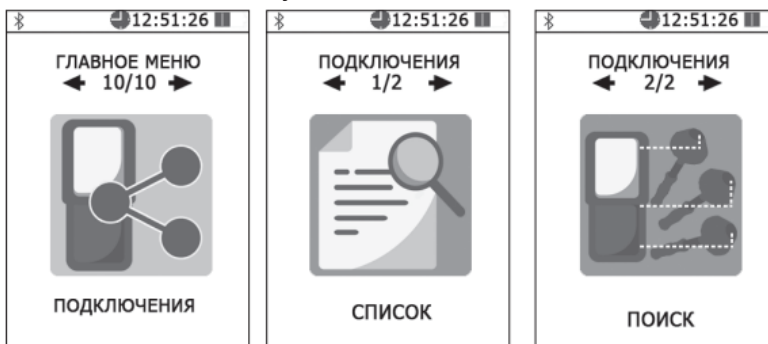 12:51:26
ГЛАВНОЕ МЕНЮ
10/10
ПОДКЛЮЧЕНИЯ
12:51:26
ПОДКЛЮЧЕНИЯ
1/2
СПИСОК
12:51:26
ПОДКЛЮЧЕНИЯ
2/2
ПОИСК